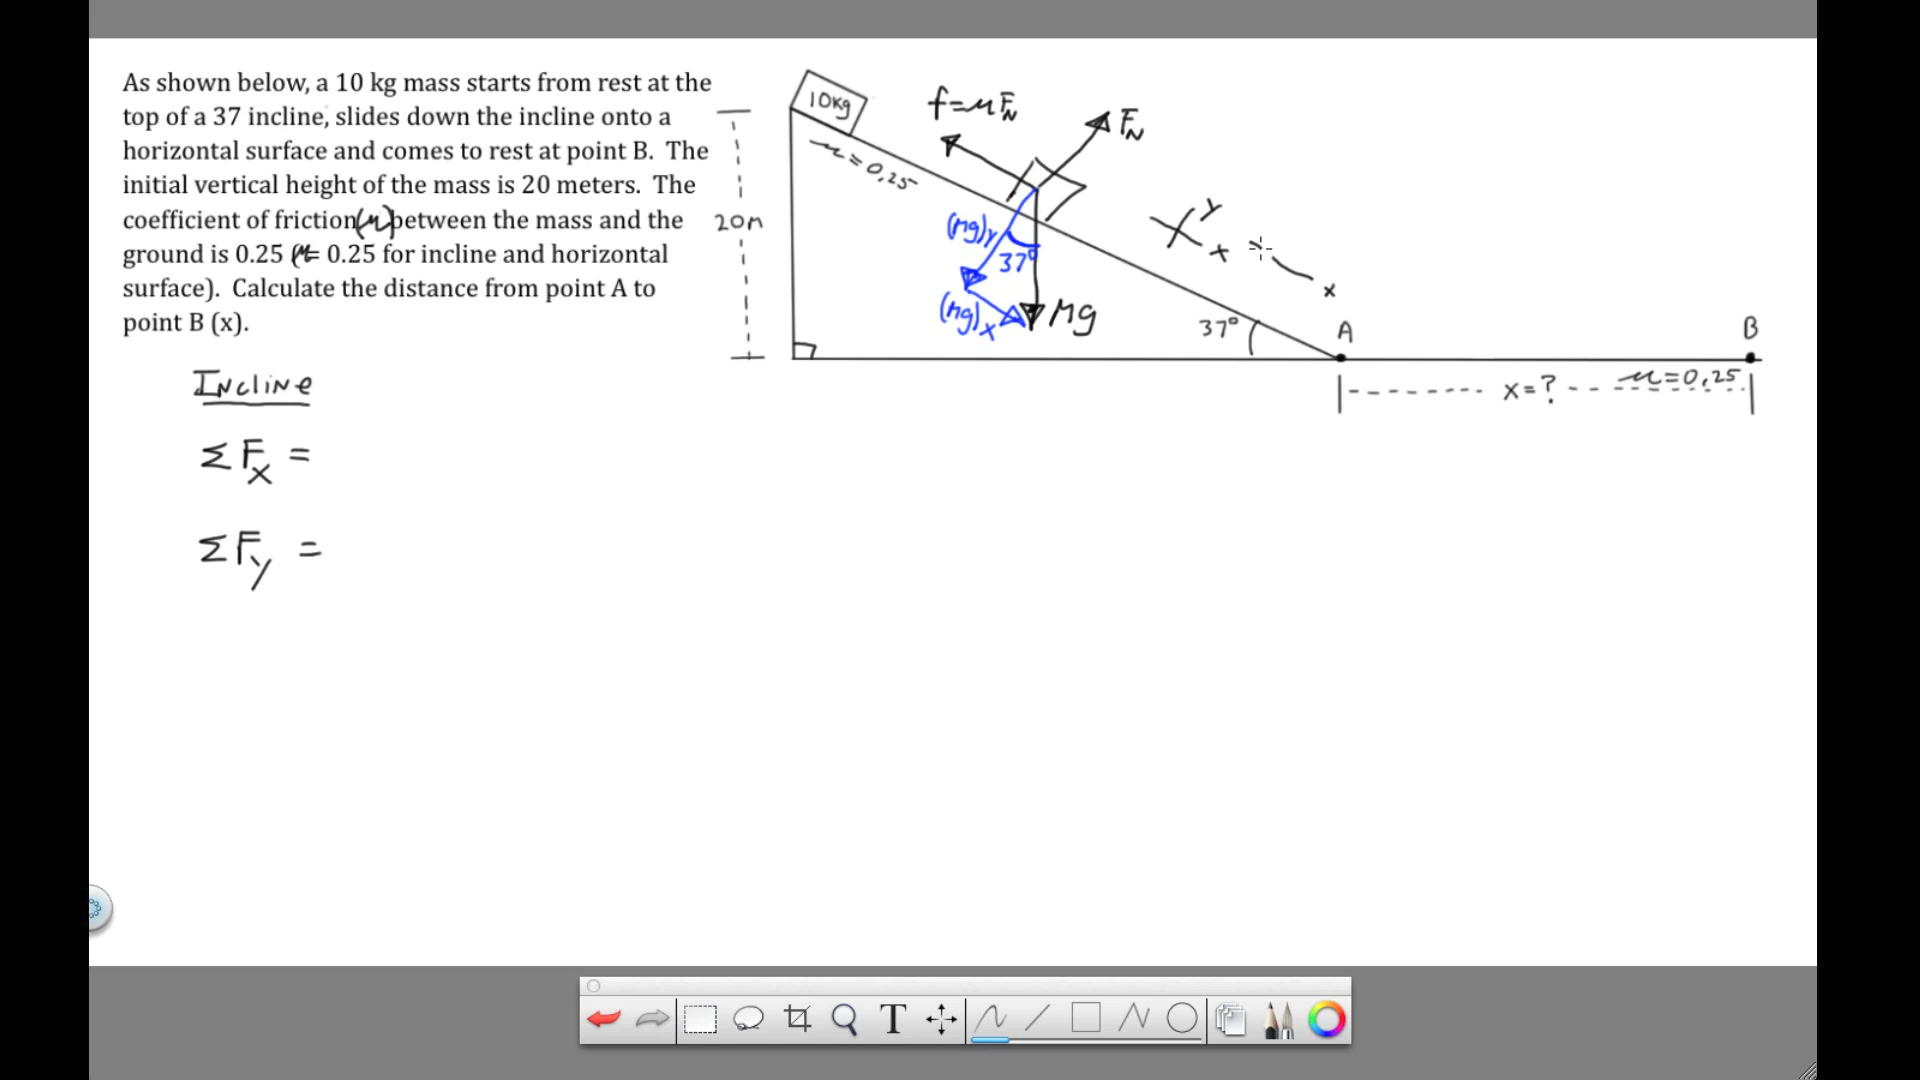 As shown below, a 10 kg mass starts from rest at the
top of a 37 incline, slides down the incline onto a
horizontal surface and comes to rest at point B. The
initial vertical height of the mass is 20 meters. The
coefficient of friction (μ) between the mass and the
ground is 0.25 (μ = 0.25 for incline and horizontal
surface). Calculate the distance from point A to
point B (x).
Incline
ΣFx =
ΣFy =
20m
10kg
μ=0.25
f=μFN
FN
(Mg)y
37°
(Mg)x
Mg
y
x
x
37°
A
B
x=?
μ=0.25
T